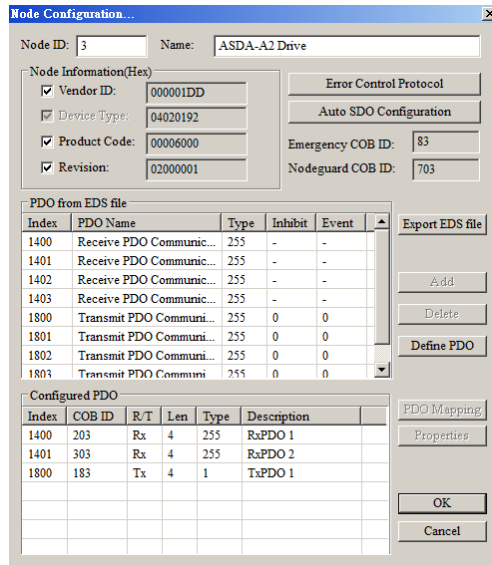 Node Configuration...
Node ID: 3 Name: ASDA-A2 Drive
Node Information(Hex)
Vendor ID: 000001DD
Device Type: 04020192
Product Code: 00006000
Revision: 02000001
Error Control Protocol
Auto SDO Configuration
Emergency COB ID: 83
Nodeguard COB ID: 703
PDO from EDS file
Index PDO Name Type Inhibit Event
1400 Receive PDO Communic... 255 - -
1401 Receive PDO Communic... 255 - -
1402 Receive PDO Communic... 255 - -
1403 Receive PDO Communic... 255 - -
1800 Transmit PDO Communi... 255 0 0
1801 Transmit PDO Communi... 255 0 0
1802 Transmit PDO Communi... 255 0 0
1803 Transmit PDO Communi... 255 0 0
Export EDS file
Add
Delete
Define PDO
Configured PDO
Index COB ID R/T Len Type Description
1400 203 Rx 4 255 RxPDO 1
1401 303 Rx 4 255 RxPDO 2
1800 183 Tx 4 1 TxPDO 1
PDO Mapping
Properties
OK
Cancel